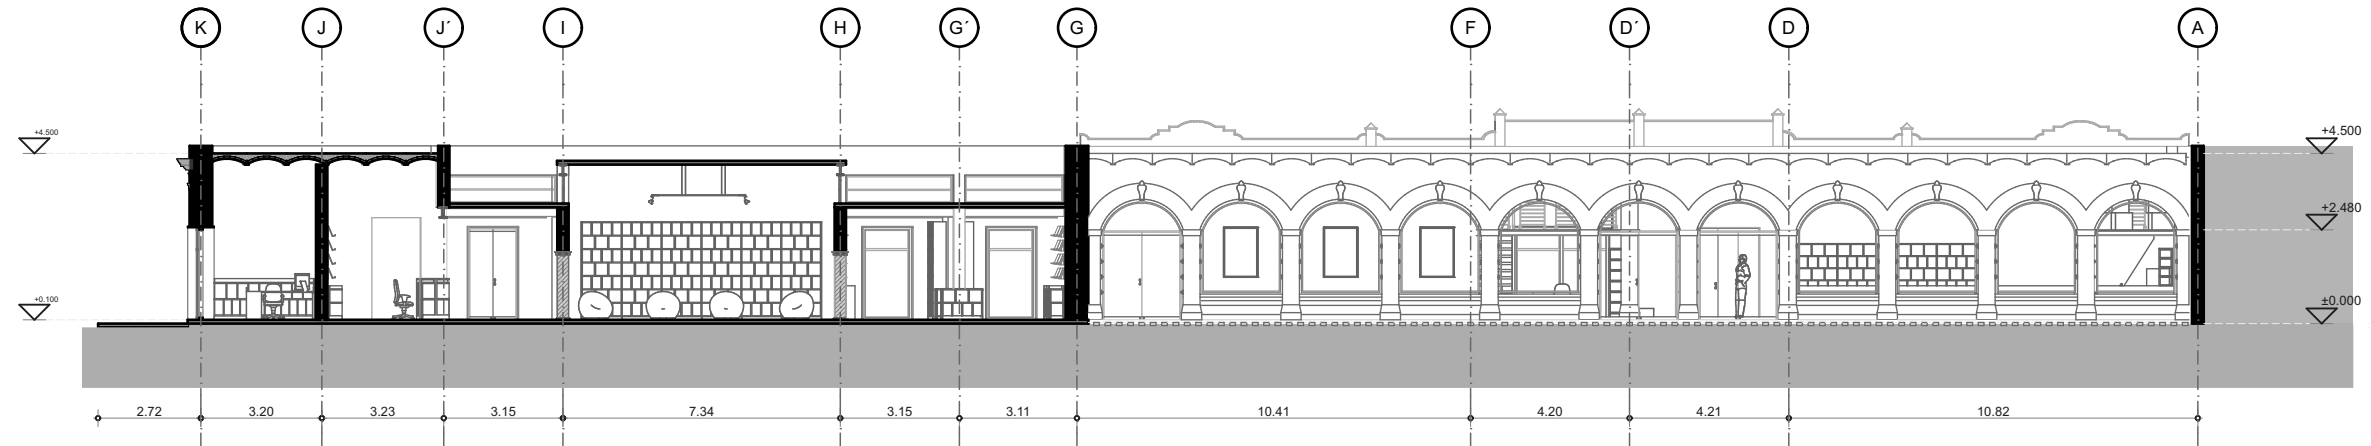 K J J´ I H G´ G F D´ D A
+4.500
+4.500
+2.480
+0.100
±0.000
2.72 3.20 3.23 3.15 7.34 3.15 3.11 10.41 4.20 4.21 10.82